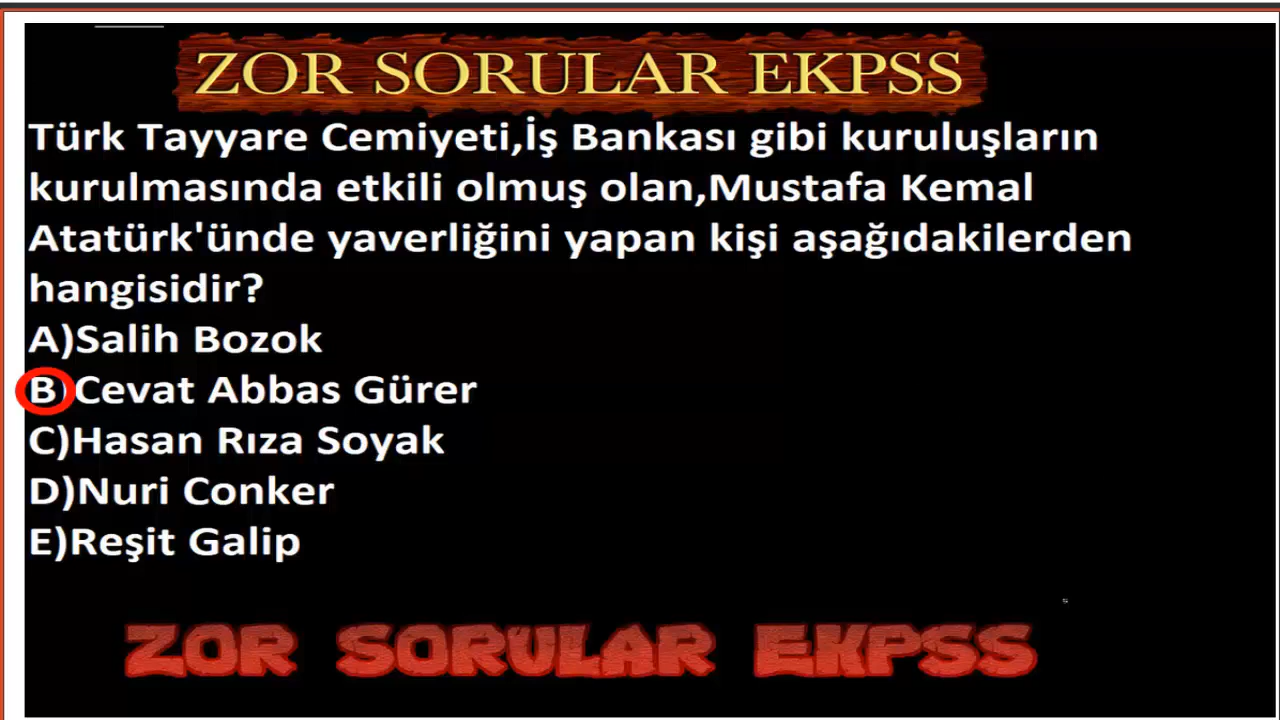 ZOR SORULAR EKPSS
Türk Tayyare Cemiyeti,İş Bankası gibi kuruluşların
kurulmasında etkili olmuş olan,Mustafa Kemal
Atatürk'ünde yaverliğini yapan kişi aşağıdakilerden
hangisidir?
A)Salih Bozok
B)Cevat Abbas Gürer
C)Hasan Rıza Soyak
D)Nuri Conker
E)Reşit Galip
ZOR SORULAR EKPSS